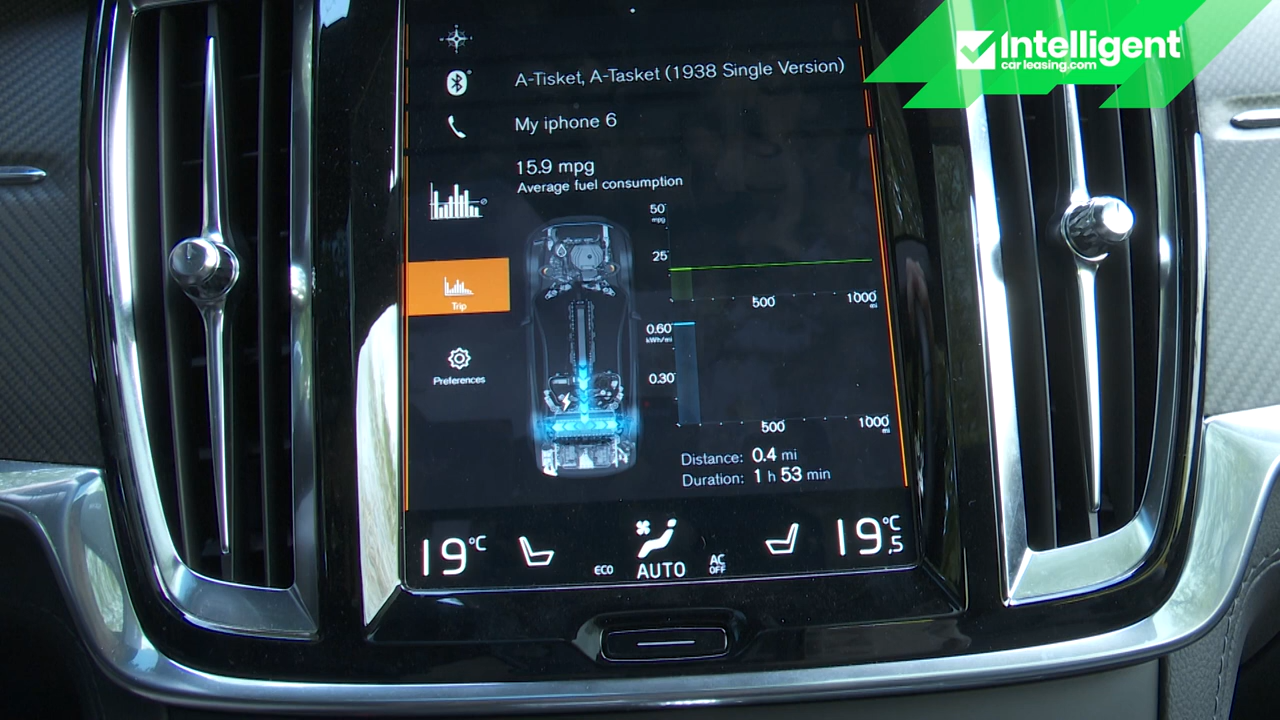 Intelligent
carleasing.com
A-Tisket, A-Tasket (1938 Single Version)
My iphone 6
15.9 mpg
Average fuel consumption
50
mpg
25
500
1000
mi
Trip
0.60
kWh/mi
0.30
500
1000
mi
Preferences
Distance: 0.4 mi
Duration: 1 h 53 min
19°C
ECO
AUTO
AC
OFF
19.5°C